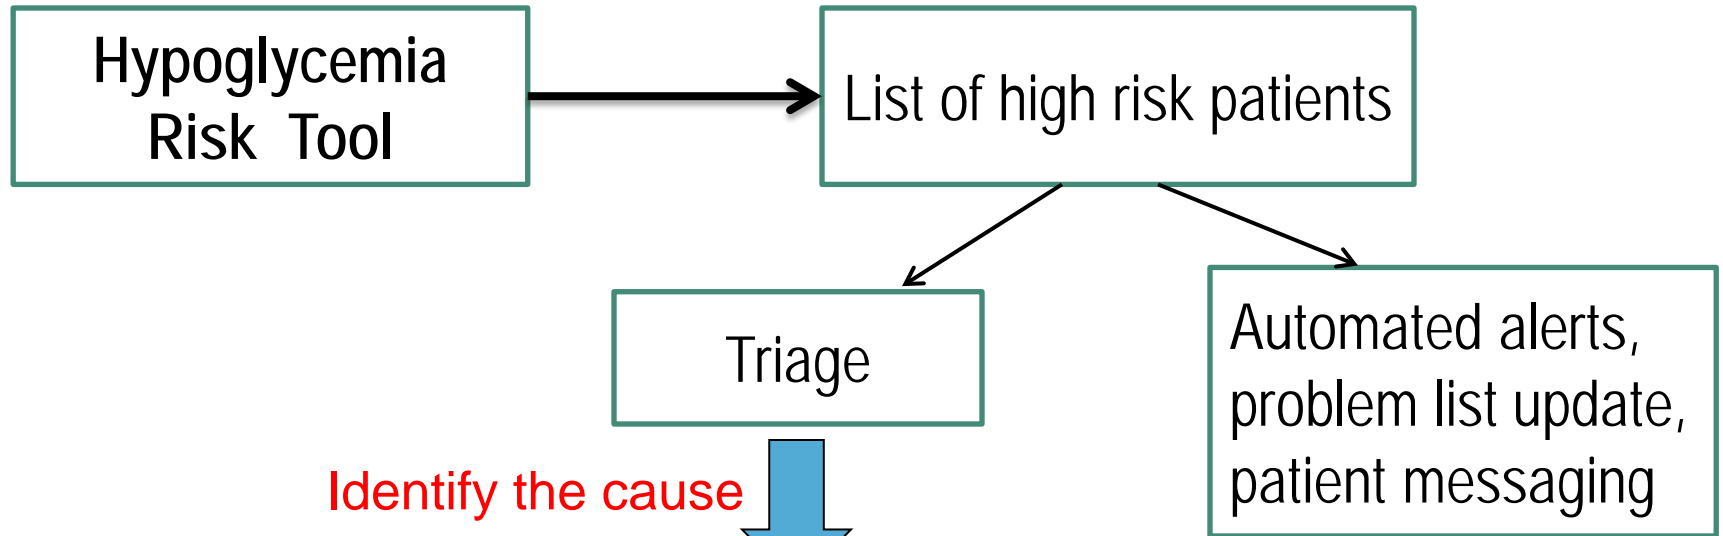 Hypoglycemia
Risk Tool
List of high risk patients
Triage
Automated alerts,
problem list update,
patient messaging
Identify the cause